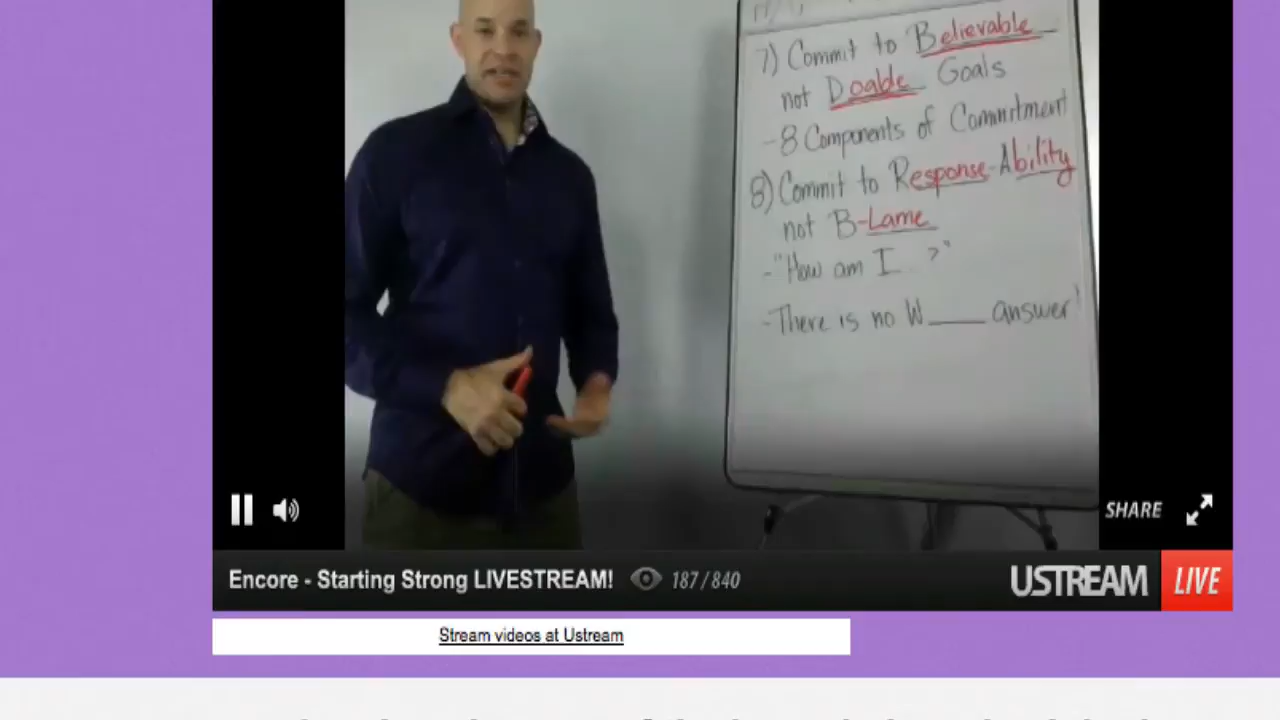 7) Commit to Believable
not Doable Goals
- 8 Components of Commitment
8) Commit to Response-Ability
not B-Lame
- "How am I ?"
- There is no W____ answer!
SHARE
Encore - Starting Strong LIVESTREAM! 187/840
USTREAM LIVE
Stream videos at Ustream